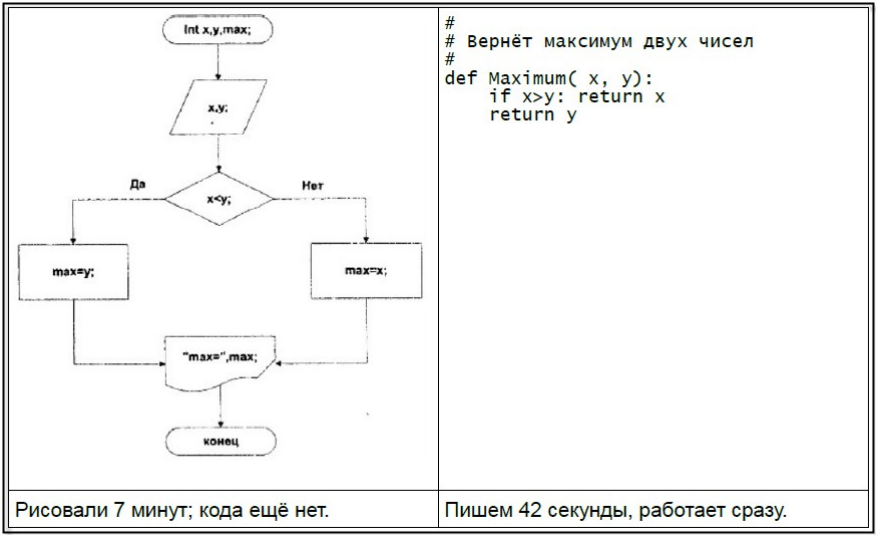 Int x,y,max;
x,y;
Да
x<y;
Нет
max=y;
max=x;
"max=",max;
конец
Рисовали 7 минут; кода ещё нет.
#
# Вернёт максимум двух чисел
#
def Maximum( x, y):
    if x>y: return x
    return y
Пишем 42 секунды, работает сразу.